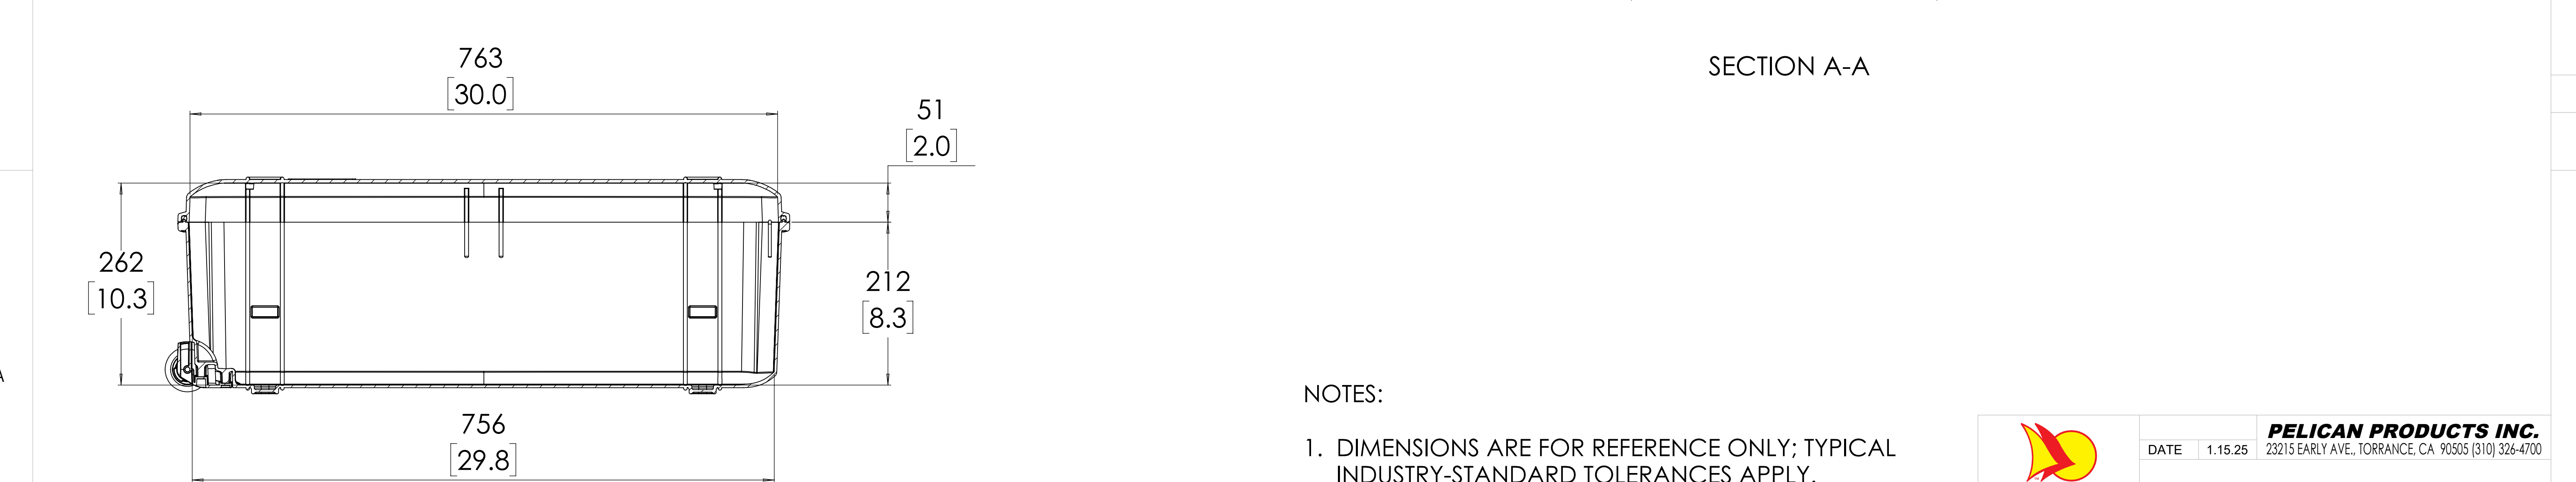 763
[30.0]
SECTION A-A
51
[2.0]
262
[10.3]
212
[8.3]
756
[29.8]
NOTES:
1. DIMENSIONS ARE FOR REFERENCE ONLY; TYPICAL
INDUSTRY-STANDARD TOLERANCES APPLY.
DATE 1.15.25
PELICAN PRODUCTS INC.
23215 EARLY AVE., TORRANCE, CA 90505 (310) 326-4700